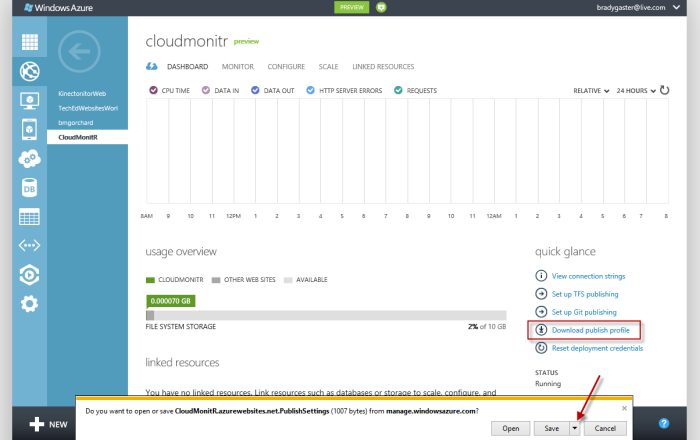 Windows Azure
PREVIEW
bradygaster@live.com
cloudmonitr preview
DASHBOARD MONITOR CONFIGURE SCALE LINKED RESOURCES
KinectonitorWeb
TechEdWebsitesWorl
bmgorchard
CloudMonitR
CPU TIME DATA IN DATA OUT HTTP SERVER ERRORS REQUESTS RELATIVE 24 HOURS
8AM 9 10 11 12PM 1 2 3 4 5 6 7 8 9 10 11 12AM 1 2 3 4 5 6 7 8
DB
usage overview
CLOUDMONITR OTHER WEB SITES AVAILABLE
0.000070 GB
FILE SYSTEM STORAGE 2% of 10 GB
quick glance
View connection strings
Set up TFS publishing
Set up Git publishing
Download publish profile
Reset deployment credentials
STATUS
Running
linked resources
You have no linked resources. Link resources such as databases or storage to scale, configure, and
Do you want to open or save CloudMonitR.azurewebsites.net.PublishSettings (1007 bytes) from manage.windowsazure.com?
Open Save Cancel
NEW